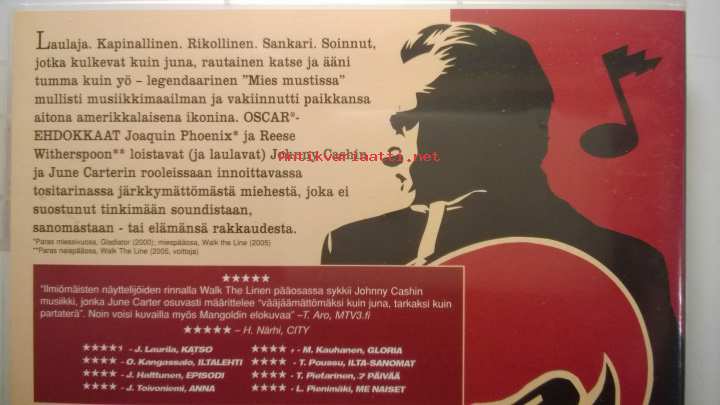 Laulaja. Kapinallinen. Rikollinen. Sankari. Soinnut,
jotka kulkevat kuin juna, rautainen katse ja ääni
tumma kuin yö – legendaarinen "Mies mustissa"
mullisti musiikkimaailman ja vakiinnutti paikkansa
aitona amerikkalaisena ikonina. OSCAR®-
EHDOKKAAT Joaquin Phoenix* ja Reese
Witherspoon** loistavat (ja laulavat) Johnny Cashin
ja June Carterin rooleissaan innoittavassa
tositarinassa järkkymättömästä miehestä, joka ei
suostunut tinkimään soundistaan,
sanomastaan - tai elämänsä rakkaudesta.
*Paras miessivuosa, Gladiator (2000); miespääosa, Walk the Line (2005)
**Paras naispääosa, Walk The Line (2005, voittaja)
Antikvariaatti.net
★★★★★
"Ilmiömäisten näyttelijöiden rinnalla Walk The Linen pääosassa sykkii Johnny Cashin
musiikki, jonka June Carter osuvasti määrittelee "vääjäämättömäksi kuin juna, tarkaksi kuin
partaterä". Noin voisi kuvailla myös Mangoldin elokuvaa" –T. Aro, MTV3.fi
★★★★★ – H. Närhi, CITY
★★★★½ - J. Laurila, KATSO
★★★★ - O. Kangassalo, ILTALEHTI
★★★★ - J. Halttunen, EPISODI
★★★★ - J. Toivoniemi, ANNA
★★★★ - M. Kauhanen, GLORIA
★★★★ - T. Poussu, ILTA-SANOMAT
★★★★ - T. Pietarinen, 7 PÄIVÄÄ
★★★★ - L. Pienimäki, ME NAISET